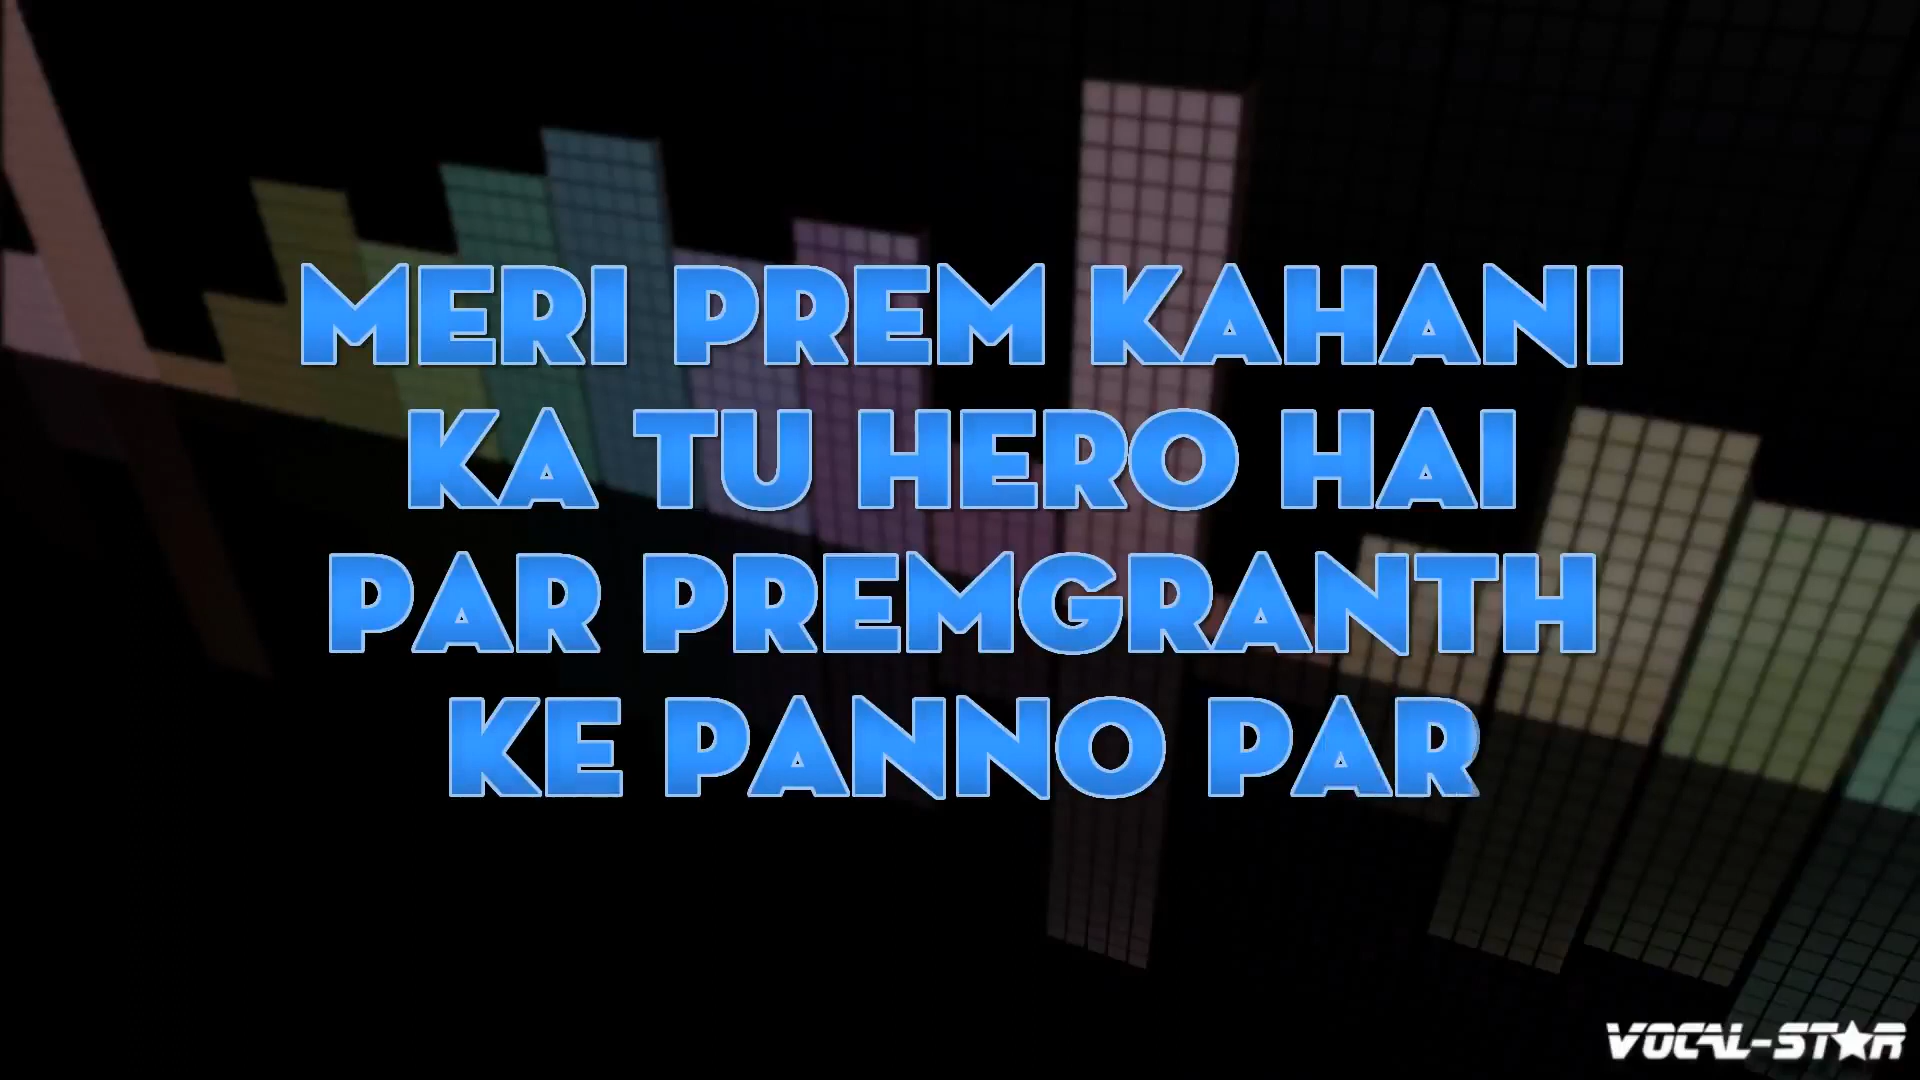 MERI PREM KAHANI
KA TU HERO HAI
PAR PREMGRANTH
KE PANNO PAR
VOCAL-STAR